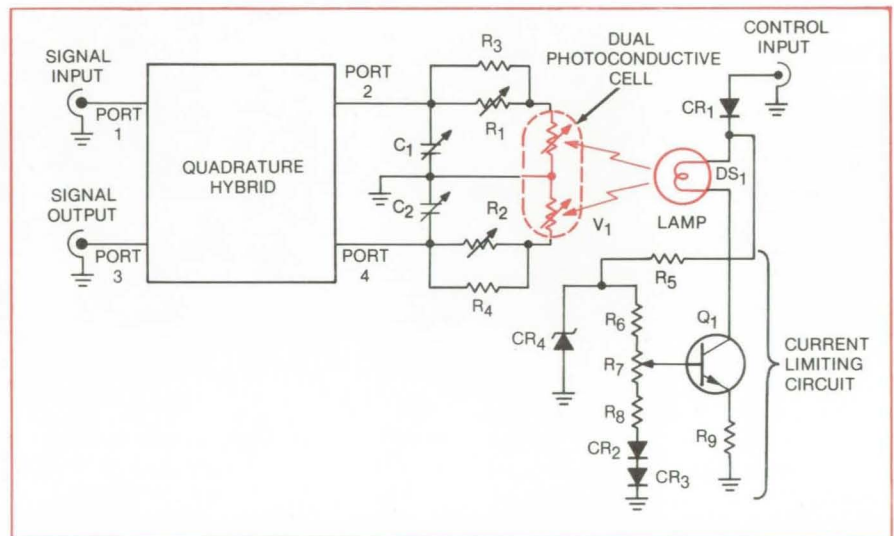 SIGNAL
INPUT
PORT
1
SIGNAL
OUTPUT
PORT
3
QUADRATURE
HYBRID
PORT
2
PORT
4
R3
R1
C1
C2
R2
R4
DUAL
PHOTOCONDUCTIVE
CELL
V1
CONTROL
INPUT
CR1
DS1
LAMP
R5
CR4
R6
R7
R8
CR2
CR3
Q1
R9
CURRENT
LIMITING
CIRCUIT